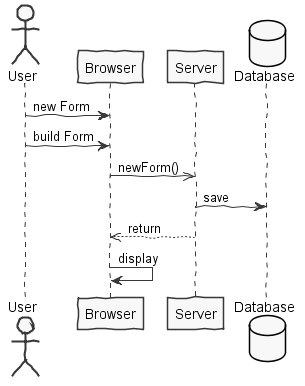 User
Browser
Server
Database
new Form
build Form
newForm()
save
return
display
User
Browser
Server
Database